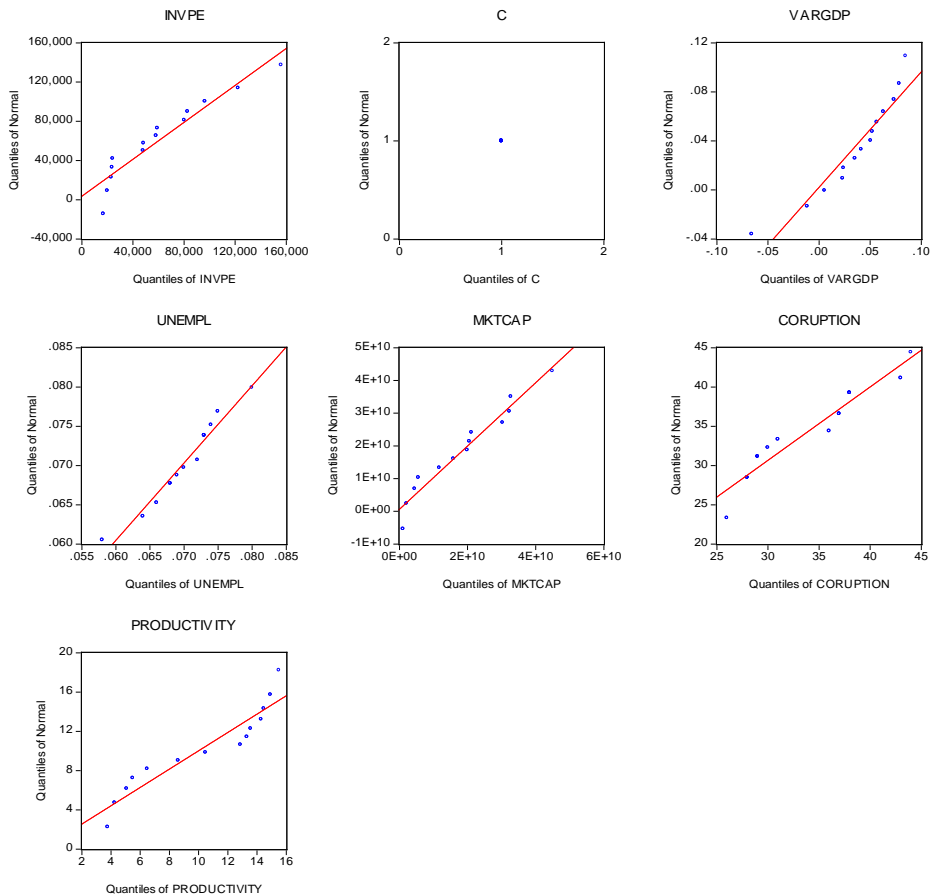 INVPE
C
VARGDP
160,000
120,000
80,000
40,000
0
-40,000
Quantiles of Normal
0 40,000 80,000 120,000 160,000
Quantiles of INVPE
2
1
0
Quantiles of Normal
0 1 2
Quantiles of C
.12
.08
.04
.00
-.04
Quantiles of Normal
-.10 -.05 .00 .05 .10
Quantiles of VARGDP
UNEMPL
MKTCAP
CORUPTION
.085
.080
.075
.070
.065
.060
Quantiles of Normal
.055 .060 .065 .070 .075 .080 .085
Quantiles of UNEMPL
5E+10
4E+10
3E+10
2E+10
1E+10
0E+00
-1E+10
Quantiles of Normal
0E+00 2E+10 4E+10 6E+10
Quantiles of MKTCAP
45
40
35
30
25
20
Quantiles of Normal
25 30 35 40 45
Quantiles of CORUPTION
PRODUCTIVITY
20
16
12
8
4
0
Quantiles of Normal
2 4 6 8 10 12 14 16
Quantiles of PRODUCTIVITY